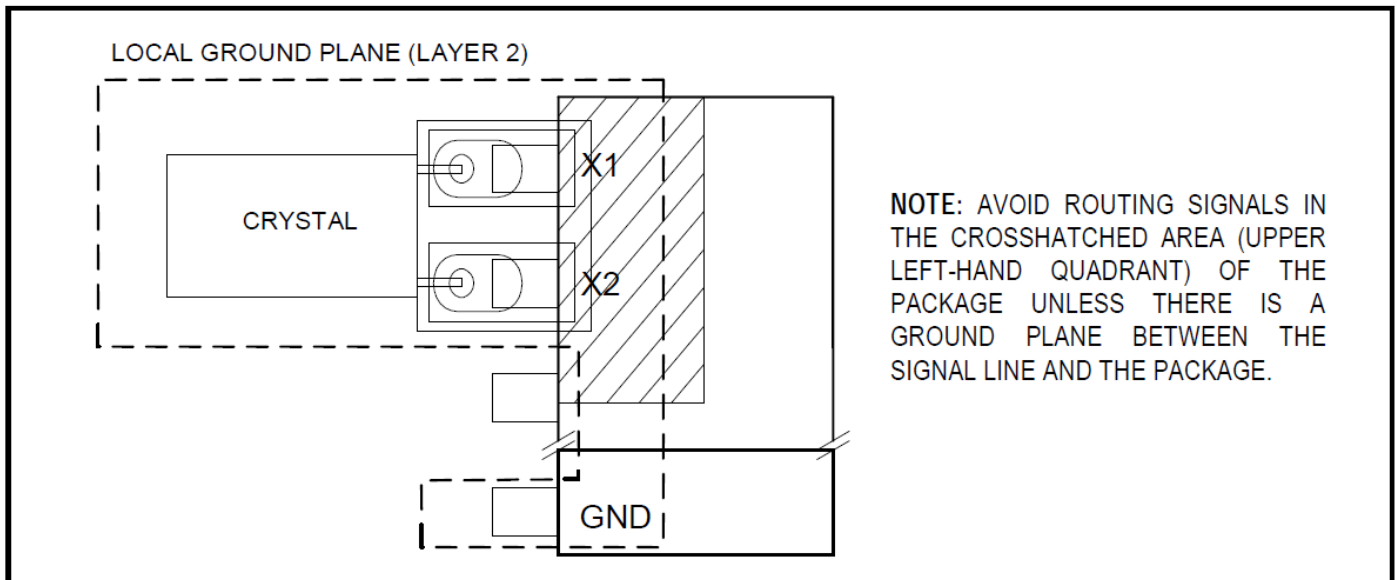 LOCAL GROUND PLANE (LAYER 2)
CRYSTAL
X1
X2
GND
NOTE: AVOID ROUTING SIGNALS IN
THE CROSSHATCHED AREA (UPPER
LEFT-HAND QUADRANT) OF THE
PACKAGE UNLESS THERE IS A
GROUND PLANE BETWEEN THE
SIGNAL LINE AND THE PACKAGE.